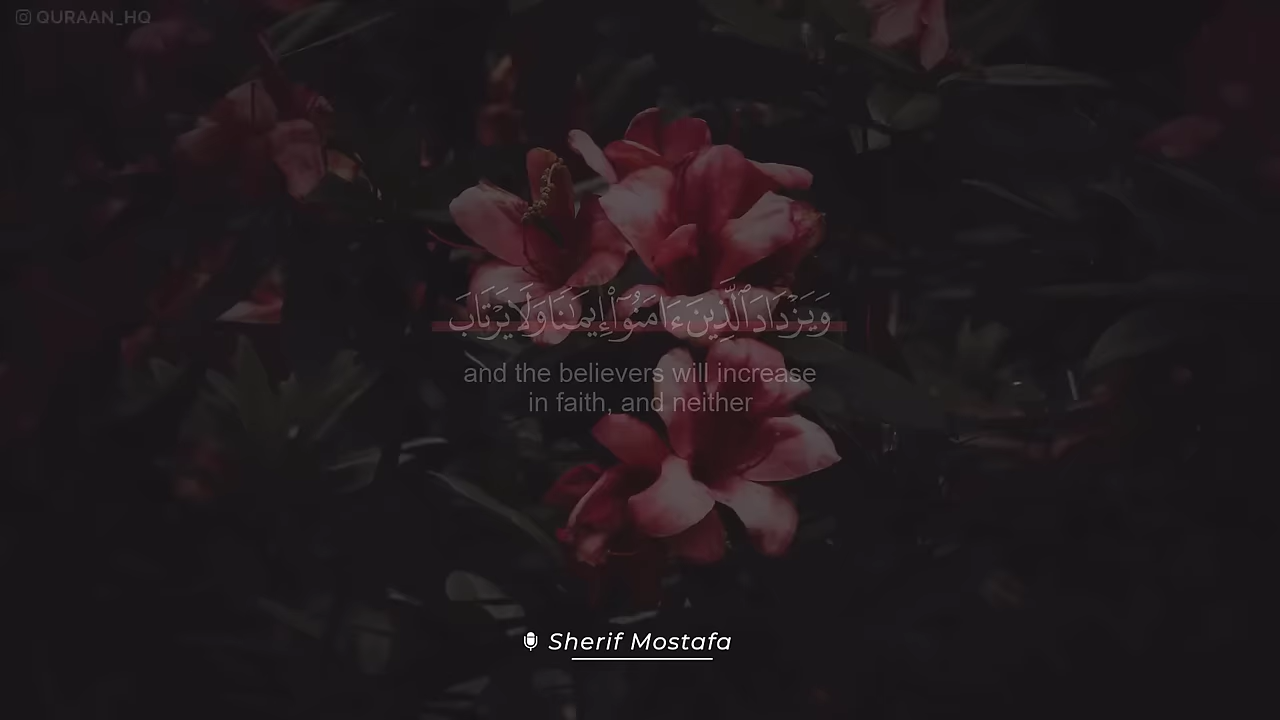 QURAAN_HQ
وَيَزْدَادَ ٱلَّذِينَ ءَامَنُوٓا۟ إِيمَٰنًا وَلَا يَرْتَابَ
and the believers will increase
in faith, and neither
Sherif Mostafa